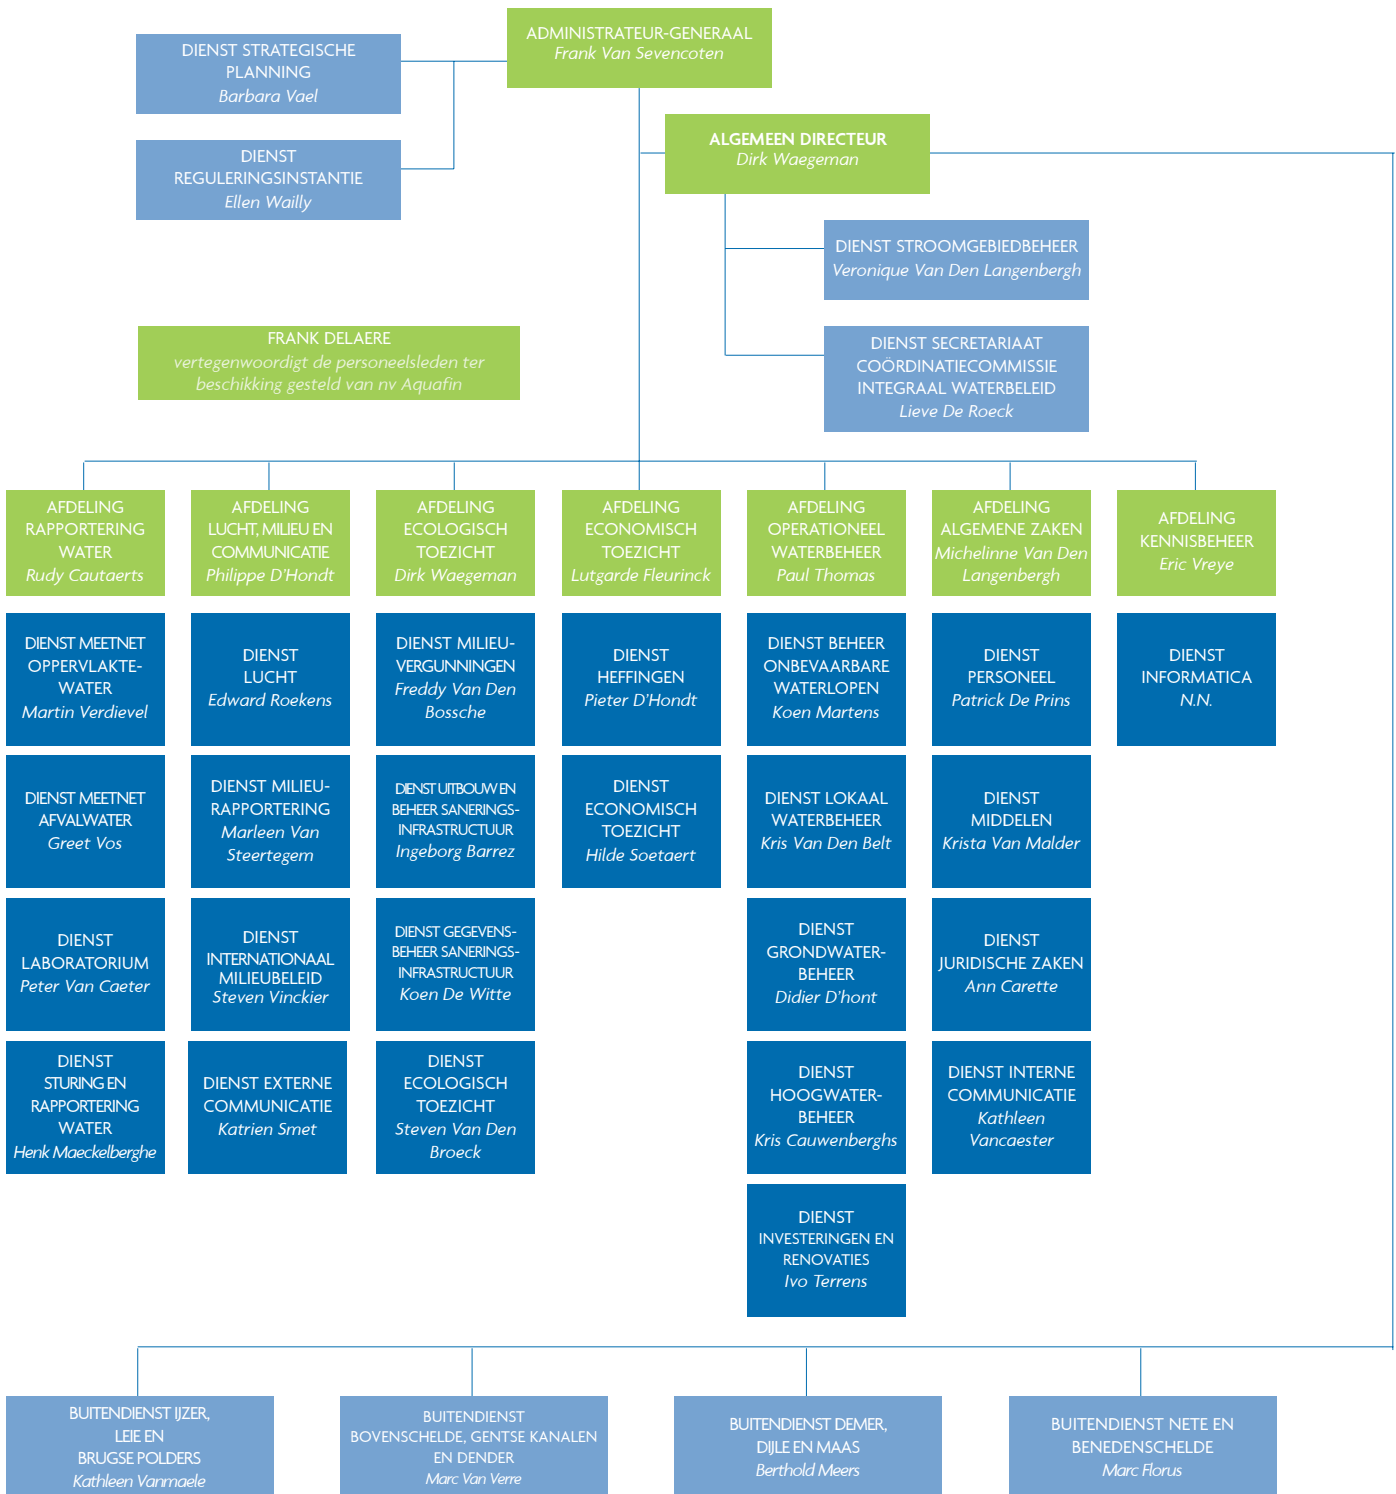 ADMINISTRATEUR-GENERAAL
Frank Van Sevencoten
DIENST STRATEGISCHE
PLANNING
Barbara Vael
ALGEMEEN DIRECTEUR
Dirk Waegeman
DIENST
REGULERINGSINSTANTIE
Ellen Wailly
DIENST STROOMGEBIEDBEHEER
Veronique Van Den Langenbergh
FRANK DELAERE
vertegenwoordigt de personeelsleden ter
beschikking gesteld van nv Aquafin
DIENST SECRETARIAAT
COÖRDINATIECOMMISSIE
INTEGRAAL WATERBELEID
Lieve De Roeck
AFDELING
RAPPORTERING
WATER
Rudy Cautaerts
AFDELING
LUCHT, MILIEU EN
COMMUNICATIE
Philippe D'Hondt
AFDELING
ECOLOGISCH
TOEZICHT
Dirk Waegeman
AFDELING
ECONOMISCH
TOEZICHT
Lutgarde Fleurinck
AFDELING
OPERATIONEEL
WATERBEHEER
Paul Thomas
AFDELING
ALGEMENE ZAKEN
Michelinne Van Den
Langenbergh
AFDELING
KENNISBEHEER
Eric Vreye
DIENST MEETNET
OPPERVLAKTE-
WATER
Martin Verdievel
DIENST
LUCHT
Edward Roekens
DIENST MILIEU-
VERGUNNINGEN
Freddy Van Den
Bossche
DIENST
HEFFINGEN
Pieter D'Hondt
DIENST BEHEER
ONBEVAARBARE
WATERLOPEN
Koen Martens
DIENST
PERSONEEL
Patrick De Prins
DIENST
INFORMATICA
N.N.
DIENST MEETNET
AFVALWATER
Greet Vos
DIENST MILIEU-
RAPPORTERING
Marleen Van
Steertegem
DIENST UITBOUW EN
BEHEER SANERINGS-
INFRASTRUCTUUR
Ingeborg Barrez
DIENST
ECONOMISCH
TOEZICHT
Hilde Soetaert
DIENST LOKAAL
WATERBEHEER
Kris Van Den Belt
DIENST
MIDDELEN
Krista Van Malder
DIENST
LABORATORIUM
Peter Van Caeter
DIENST
INTERNATIONAAL
MILIEUBELEID
Steven Vinckier
DIENST GEGEVENS-
BEHEER SANERINGS-
INFRASTRUCTUUR
Koen De Witte
DIENST
GRONDWATER-
BEHEER
Didier D'hont
DIENST
JURIDISCHE ZAKEN
Ann Carette
DIENST
STURING EN
RAPPORTERING
WATER
Henk Maeckelberghe
DIENST EXTERNE
COMMUNICATIE
Katrien Smet
DIENST
ECOLOGISCH
TOEZICHT
Steven Van Den
Broeck
DIENST
HOOGWATER-
BEHEER
Kris Cauwenberghs
DIENST INTERNE
COMMUNICATIE
Kathleen
Vancaester
DIENST
INVESTERINGEN EN
RENOVATIES
Ivo Terrens
BUITENDIENST IJZER,
LEIE EN
BRUGSE POLDERS
Kathleen Vanmaele
BUITENDIENST
BOVENSCHELDE, GENTSE KANALEN
EN DENDER
Marc Van Verre
BUITENDIENST DEMER,
DIJLE EN MAAS
Berthold Meers
BUITENDIENST NETE EN
BENEDENSCHELDE
Marc Florus